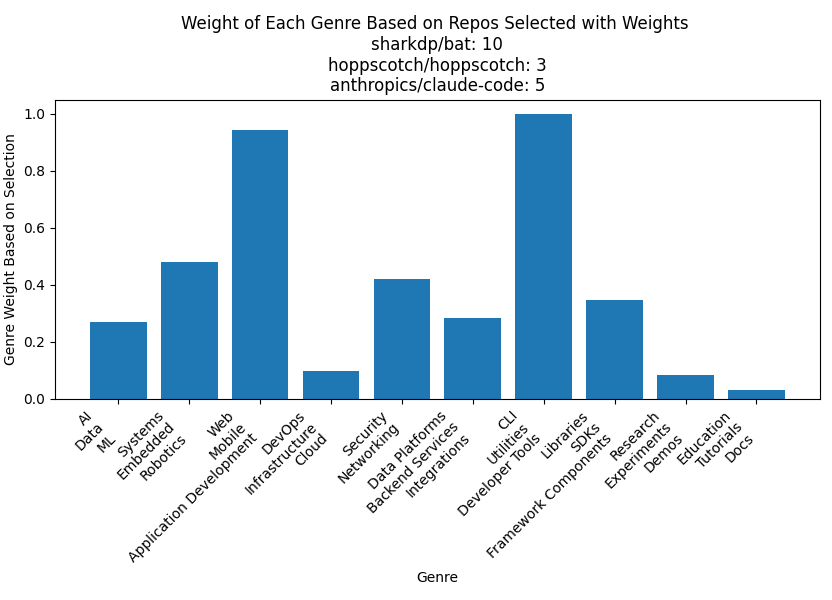 Weight of Each Genre Based on Repos Selected with Weights
sharkdp/bat: 10
hoppscotch/hoppscotch: 3
anthropics/claude-code: 5
Genre Weight Based on Selection
1.0
0.8
0.6
0.4
0.2
0.0
AI
Data
ML
Systems
Embedded
Robotics
Web
Mobile
Application Development
DevOps
Infrastructure
Cloud
Security
Networking
Data Platforms
Backend Services
Integrations
CLI
Utilities
Developer Tools
Libraries
SDKs
Framework Components
Research
Experiments
Demos
Education
Tutorials
Docs
Genre